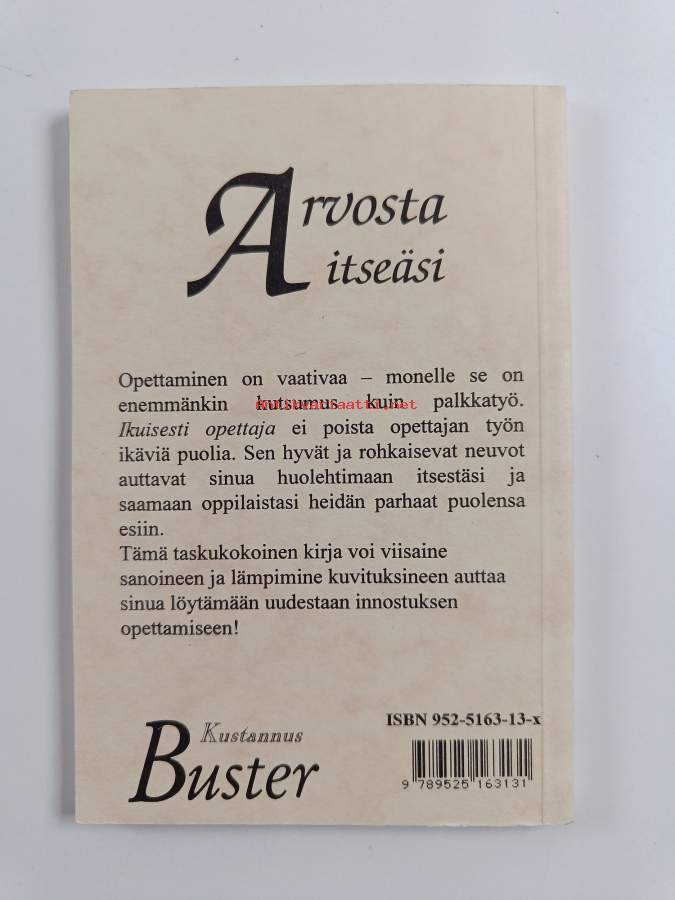 Arvosta
itseäsi
Opettaminen on vaativaa – monelle se on
enemmänkin kutsumus kuin palkkatyö.
Ikuisesti opettaja ei poista opettajan työn
ikäviä puolia. Sen hyvät ja rohkaisevat neuvot
auttavat sinua huolehtimaan itsestäsi ja
saamaan oppilaistasi heidän parhaat puolensa
esiin.
Tämä taskukokoinen kirja voi viisaine
sanoineen ja lämpimine kuvituksineen auttaa
sinua löytämään uudestaan innostuksen
opettamiseen!
Kustannus
Buster
ISBN 952-5163-13-x
9 789525 163131